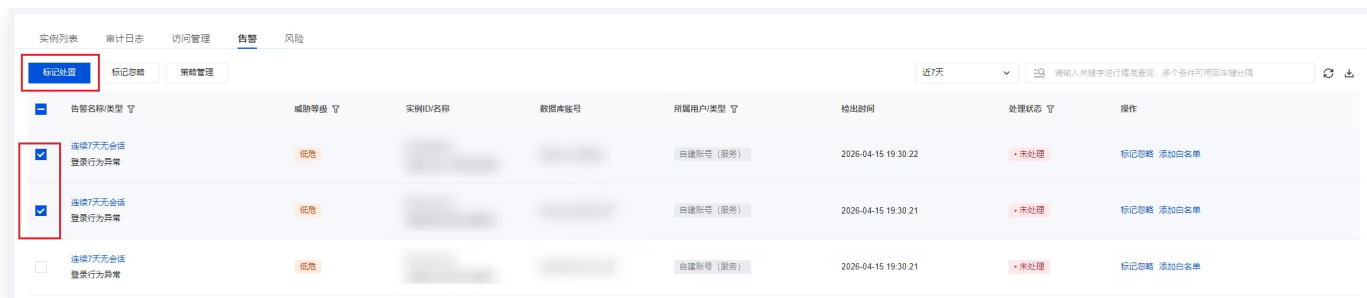 实例列表 审计日志 访问管理 告警 风险
标记处置 标记忽略 策略管理 近7天 请输入关键字进行精准查询，多个条件可用回车键分隔
告警名称/类型 威胁等级 实例ID/名称 数据库账号 所属用户/类型 检出时间 处理状态 操作
连续7天无会话
登录行为异常 低危 自建账号（服务） 2026-04-15 19:30:22 • 未处理 标记忽略 添加白名单
连续7天无会话
登录行为异常 低危 自建账号（服务） 2026-04-15 19:30:21 • 未处理 标记忽略 添加白名单
连续7天无会话
登录行为异常 低危 自建账号（服务） 2026-04-15 19:30:21 • 未处理 标记忽略 添加白名单